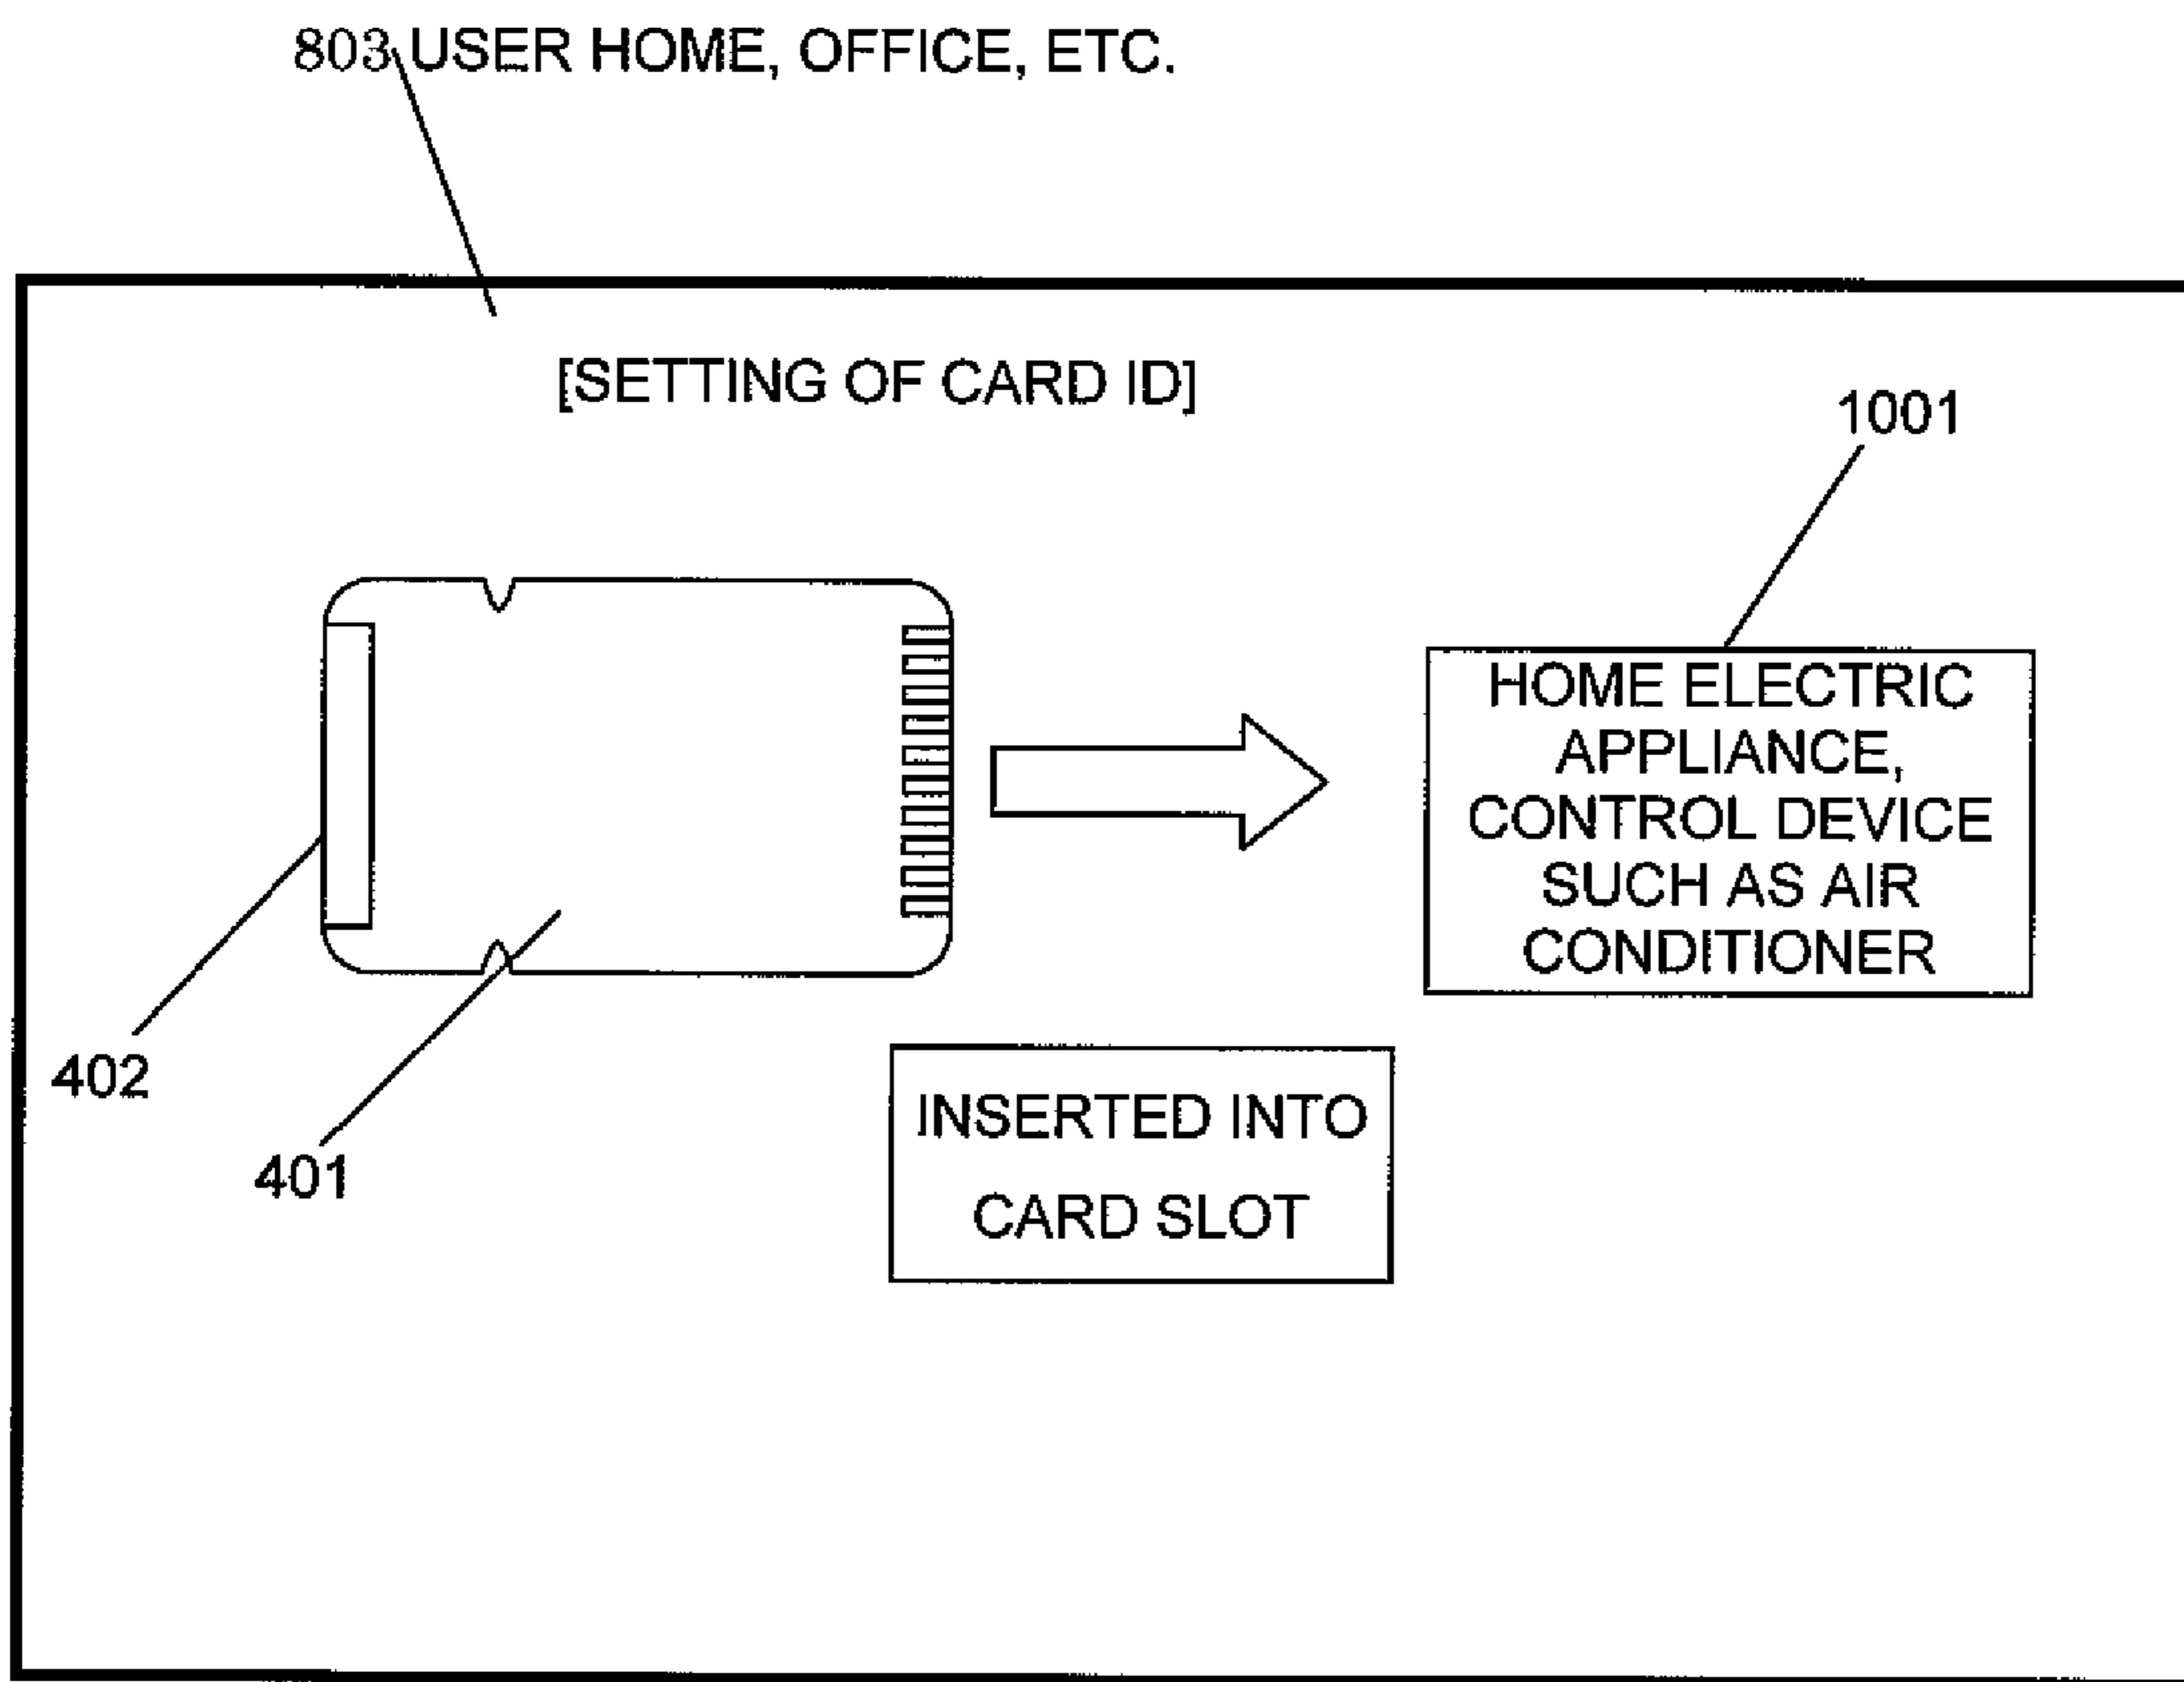 803 USER HOME, OFFICE, ETC.
[SETTING OF CARD ID]
1001
HOME ELECTRIC
APPLIANCE,
CONTROL DEVICE
SUCH AS AIR
CONDITIONER
402
401
INSERTED INTO
CARD SLOT